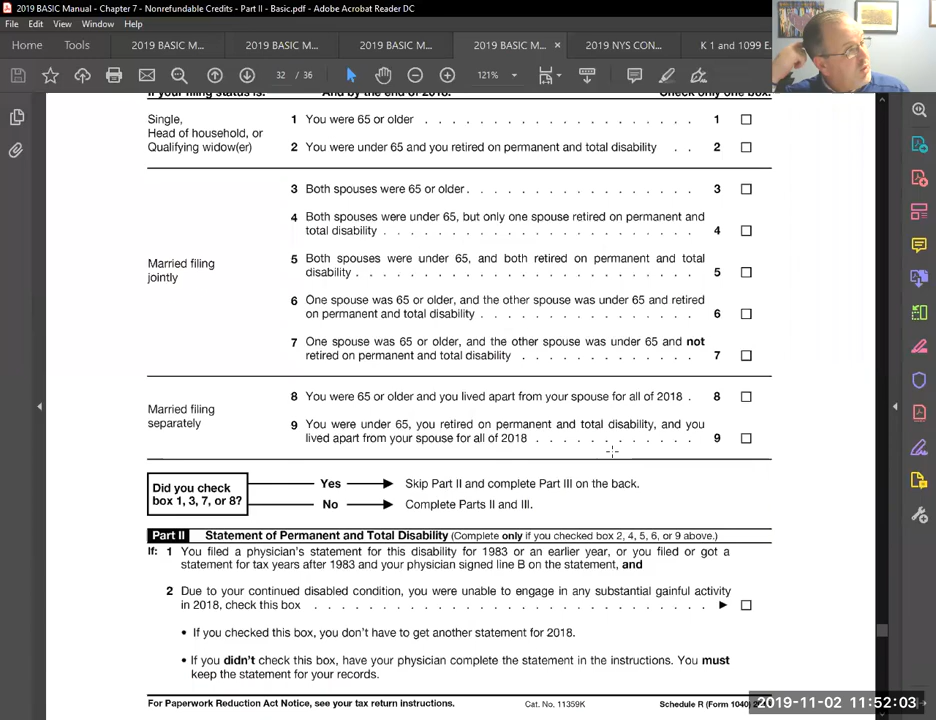 2019 BASIC Manual - Chapter 7 - Nonrefundable Credits - Part II - Basic.pdf - Adobe Acrobat Reader DC
File Edit View Window Help
Home Tools 2019 BASIC M... 2019 BASIC M... 2019 BASIC M... 2019 BASIC M... × 2019 NYS CON... K 1 and 1099 E.
32 / 36 121%
If your filing status is: And by the end of 2018: Check only one box:
Single,
Head of household, or
Qualifying widow(er)
1 You were 65 or older . . . . . . . . . . . . . . . . . . . . 1
2 You were under 65 and you retired on permanent and total disability . . 2
Married filing
jointly
3 Both spouses were 65 or older. . . . . . . . . . . . . . . . . 3
4 Both spouses were under 65, but only one spouse retired on permanent and
total disability . . . . . . . . . . . . . . . . . . . . . . . 4
5 Both spouses were under 65, and both retired on permanent and total
disability . . . . . . . . . . . . . . . . . . . . . . . . . 5
6 One spouse was 65 or older, and the other spouse was under 65 and retired
on permanent and total disability . . . . . . . . . . . . . . . . 6
7 One spouse was 65 or older, and the other spouse was under 65 and not
retired on permanent and total disability . . . . . . . . . . . . . 7
Married filing
separately
8 You were 65 or older and you lived apart from your spouse for all of 2018 . 8
9 You were under 65, you retired on permanent and total disability, and you
lived apart from your spouse for all of 2018 . . . . . . . . . . . . 9
Did you check
box 1, 3, 7, or 8?
Yes Skip Part II and complete Part III on the back.
No Complete Parts II and III.
Part II Statement of Permanent and Total Disability (Complete only if you checked box 2, 4, 5, 6, or 9 above.)
If: 1 You filed a physician's statement for this disability for 1983 or an earlier year, or you filed or got a
statement for tax years after 1983 and your physician signed line B on the statement, and
2 Due to your continued disabled condition, you were unable to engage in any substantial gainful activity
in 2018, check this box . . . . . . . . . . . . . . . . . . . . . . . . . . . . ▶
• If you checked this box, you don't have to get another statement for 2018.
• If you didn't check this box, have your physician complete the statement in the instructions. You must
keep the statement for your records.
For Paperwork Reduction Act Notice, see your tax return instructions. Cat. No. 11359K Schedule R (Form 1040)
2019-11-02 11:52:03